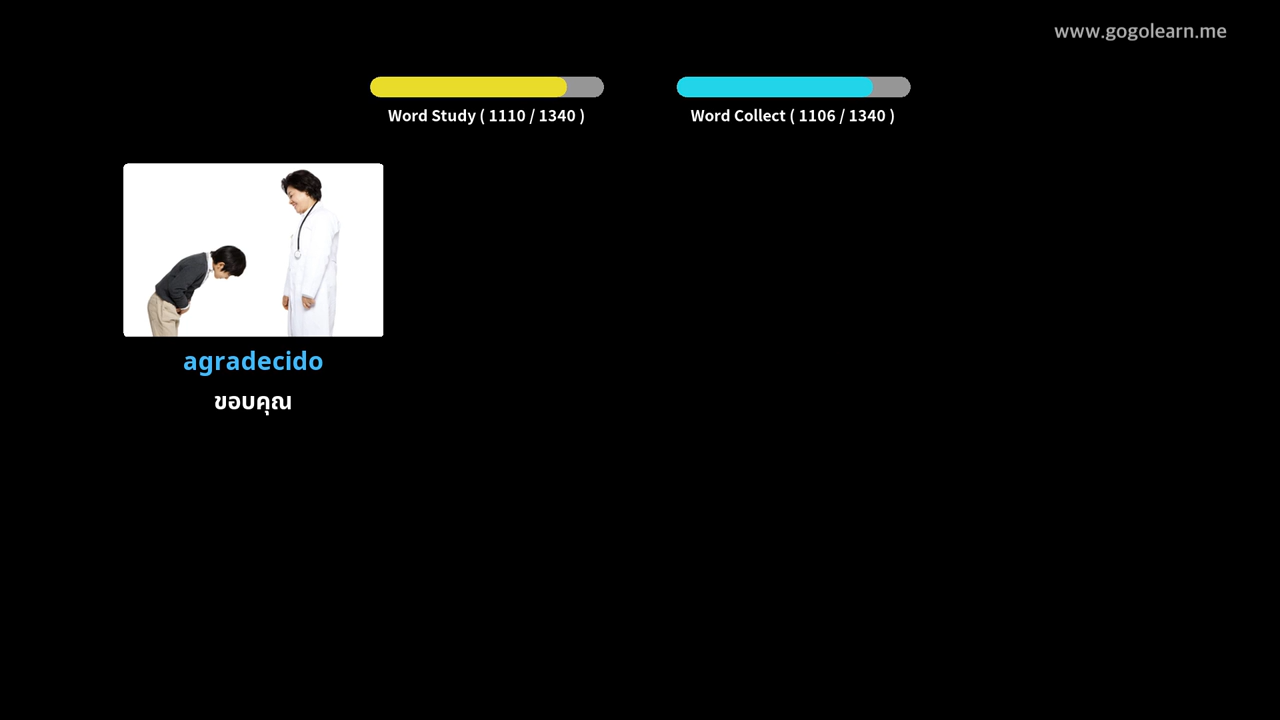 www.gogolearn.me
Word Study ( 1110 / 1340 )
Word Collect ( 1106 / 1340 )
agradecido
ขอบคุณ